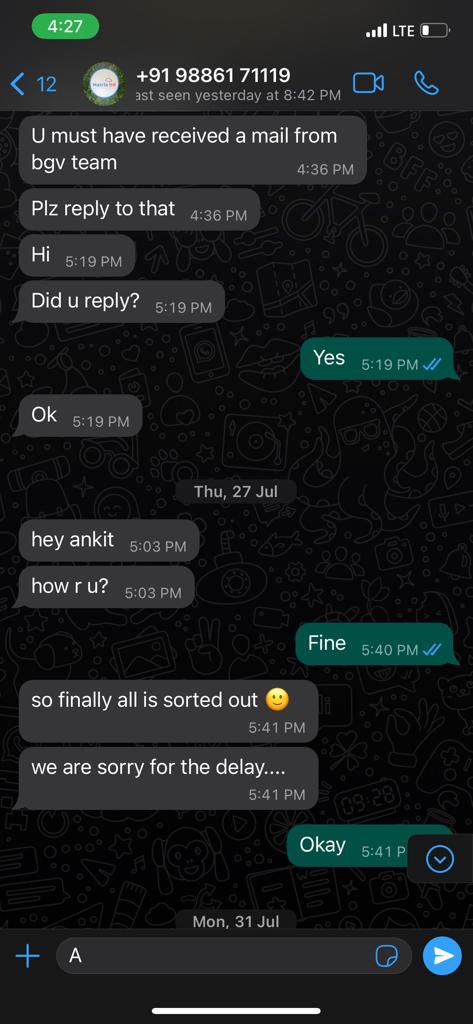 4:27
LTE
12
+91 98861 71119
ast seen yesterday at 8:42 PM
U must have received a mail from
bgv team
4:36 PM
Plz reply to that 4:36 PM
Hi 5:19 PM
Did u reply? 5:19 PM
Yes 5:19 PM
Ok 5:19 PM
Thu, 27 Jul
hey ankit 5:03 PM
how r u? 5:03 PM
Fine 5:40 PM
so finally all is sorted out 🙂
5:41 PM
we are sorry for the delay....
5:41 PM
Okay 5:41 P
Mon, 31 Jul
A